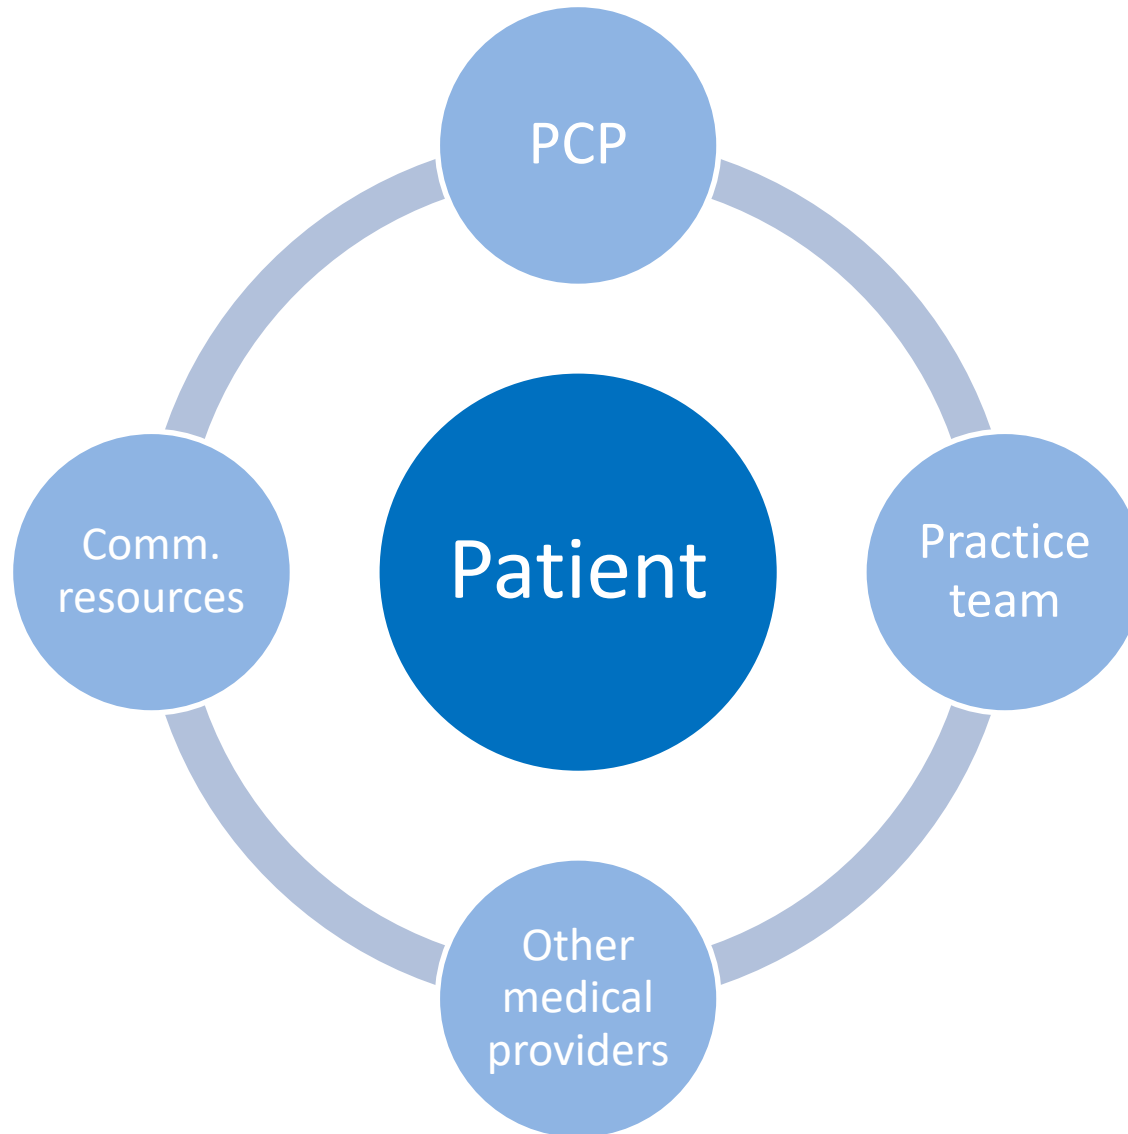 PCP
Comm.
resources
Patient
Practice
team
Other
medical
providers